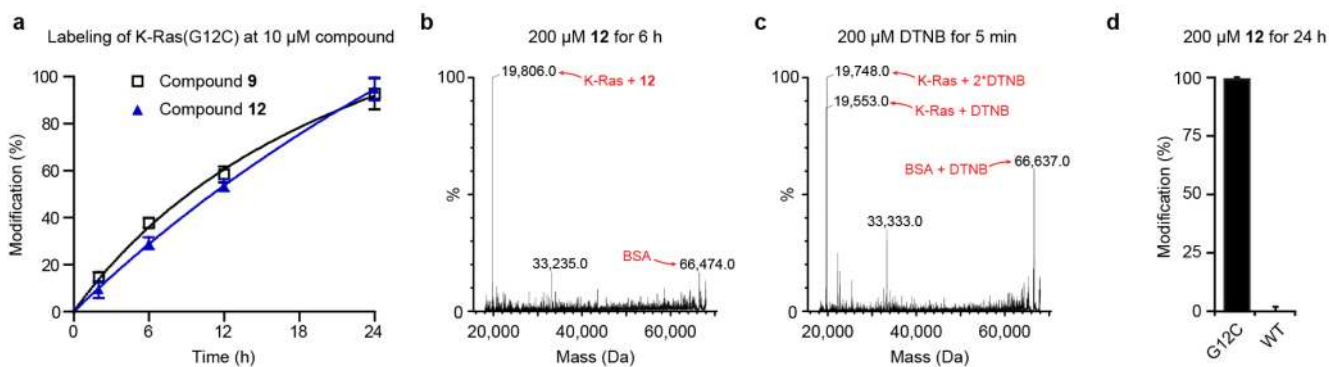 a
Labeling of K-Ras(G12C) at 10 µM compound
Modification (%)
100
80
60
40
20
0
Compound 9
Compound 12
0 6 12 18 24
Time (h)
b
200 µM 12 for 6 h
%
100
0
19,806.0
K-Ras + 12
33,235.0
BSA
66,474.0
20,000 40,000 60,000
Mass (Da)
c
200 µM DTNB for 5 min
%
100
0
19,748.0
K-Ras + 2*DTNB
19,553.0
K-Ras + DTNB
BSA + DTNB
66,637.0
33,333.0
20,000 40,000 60,000
Mass (Da)
d
200 µM 12 for 24 h
Modification (%)
100
75
50
25
0
G12C
WT